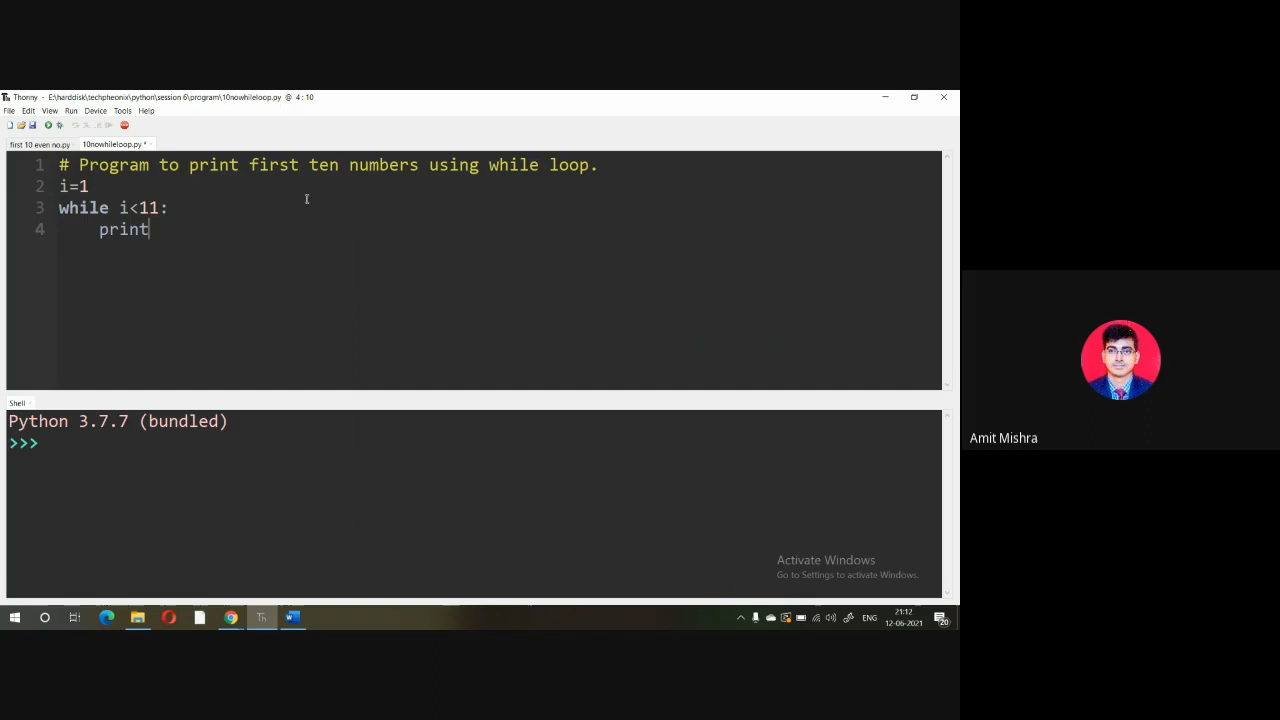 Th Thonny - E:\harddisk\techpheonix\python\session 6\program\10nowhileloop.py @ 4 : 10
File Edit View Run Device Tools Help
first 10 even no.py 10nowhileloop.py *
1 # Program to print first ten numbers using while loop.
2 i=1
3 while i<11:
4 print
Shell
Python 3.7.7 (bundled)
>>>
Amit Mishra
Activate Windows
Go to Settings to activate Windows.
Th W ENG 21:12
12-06-2021 20